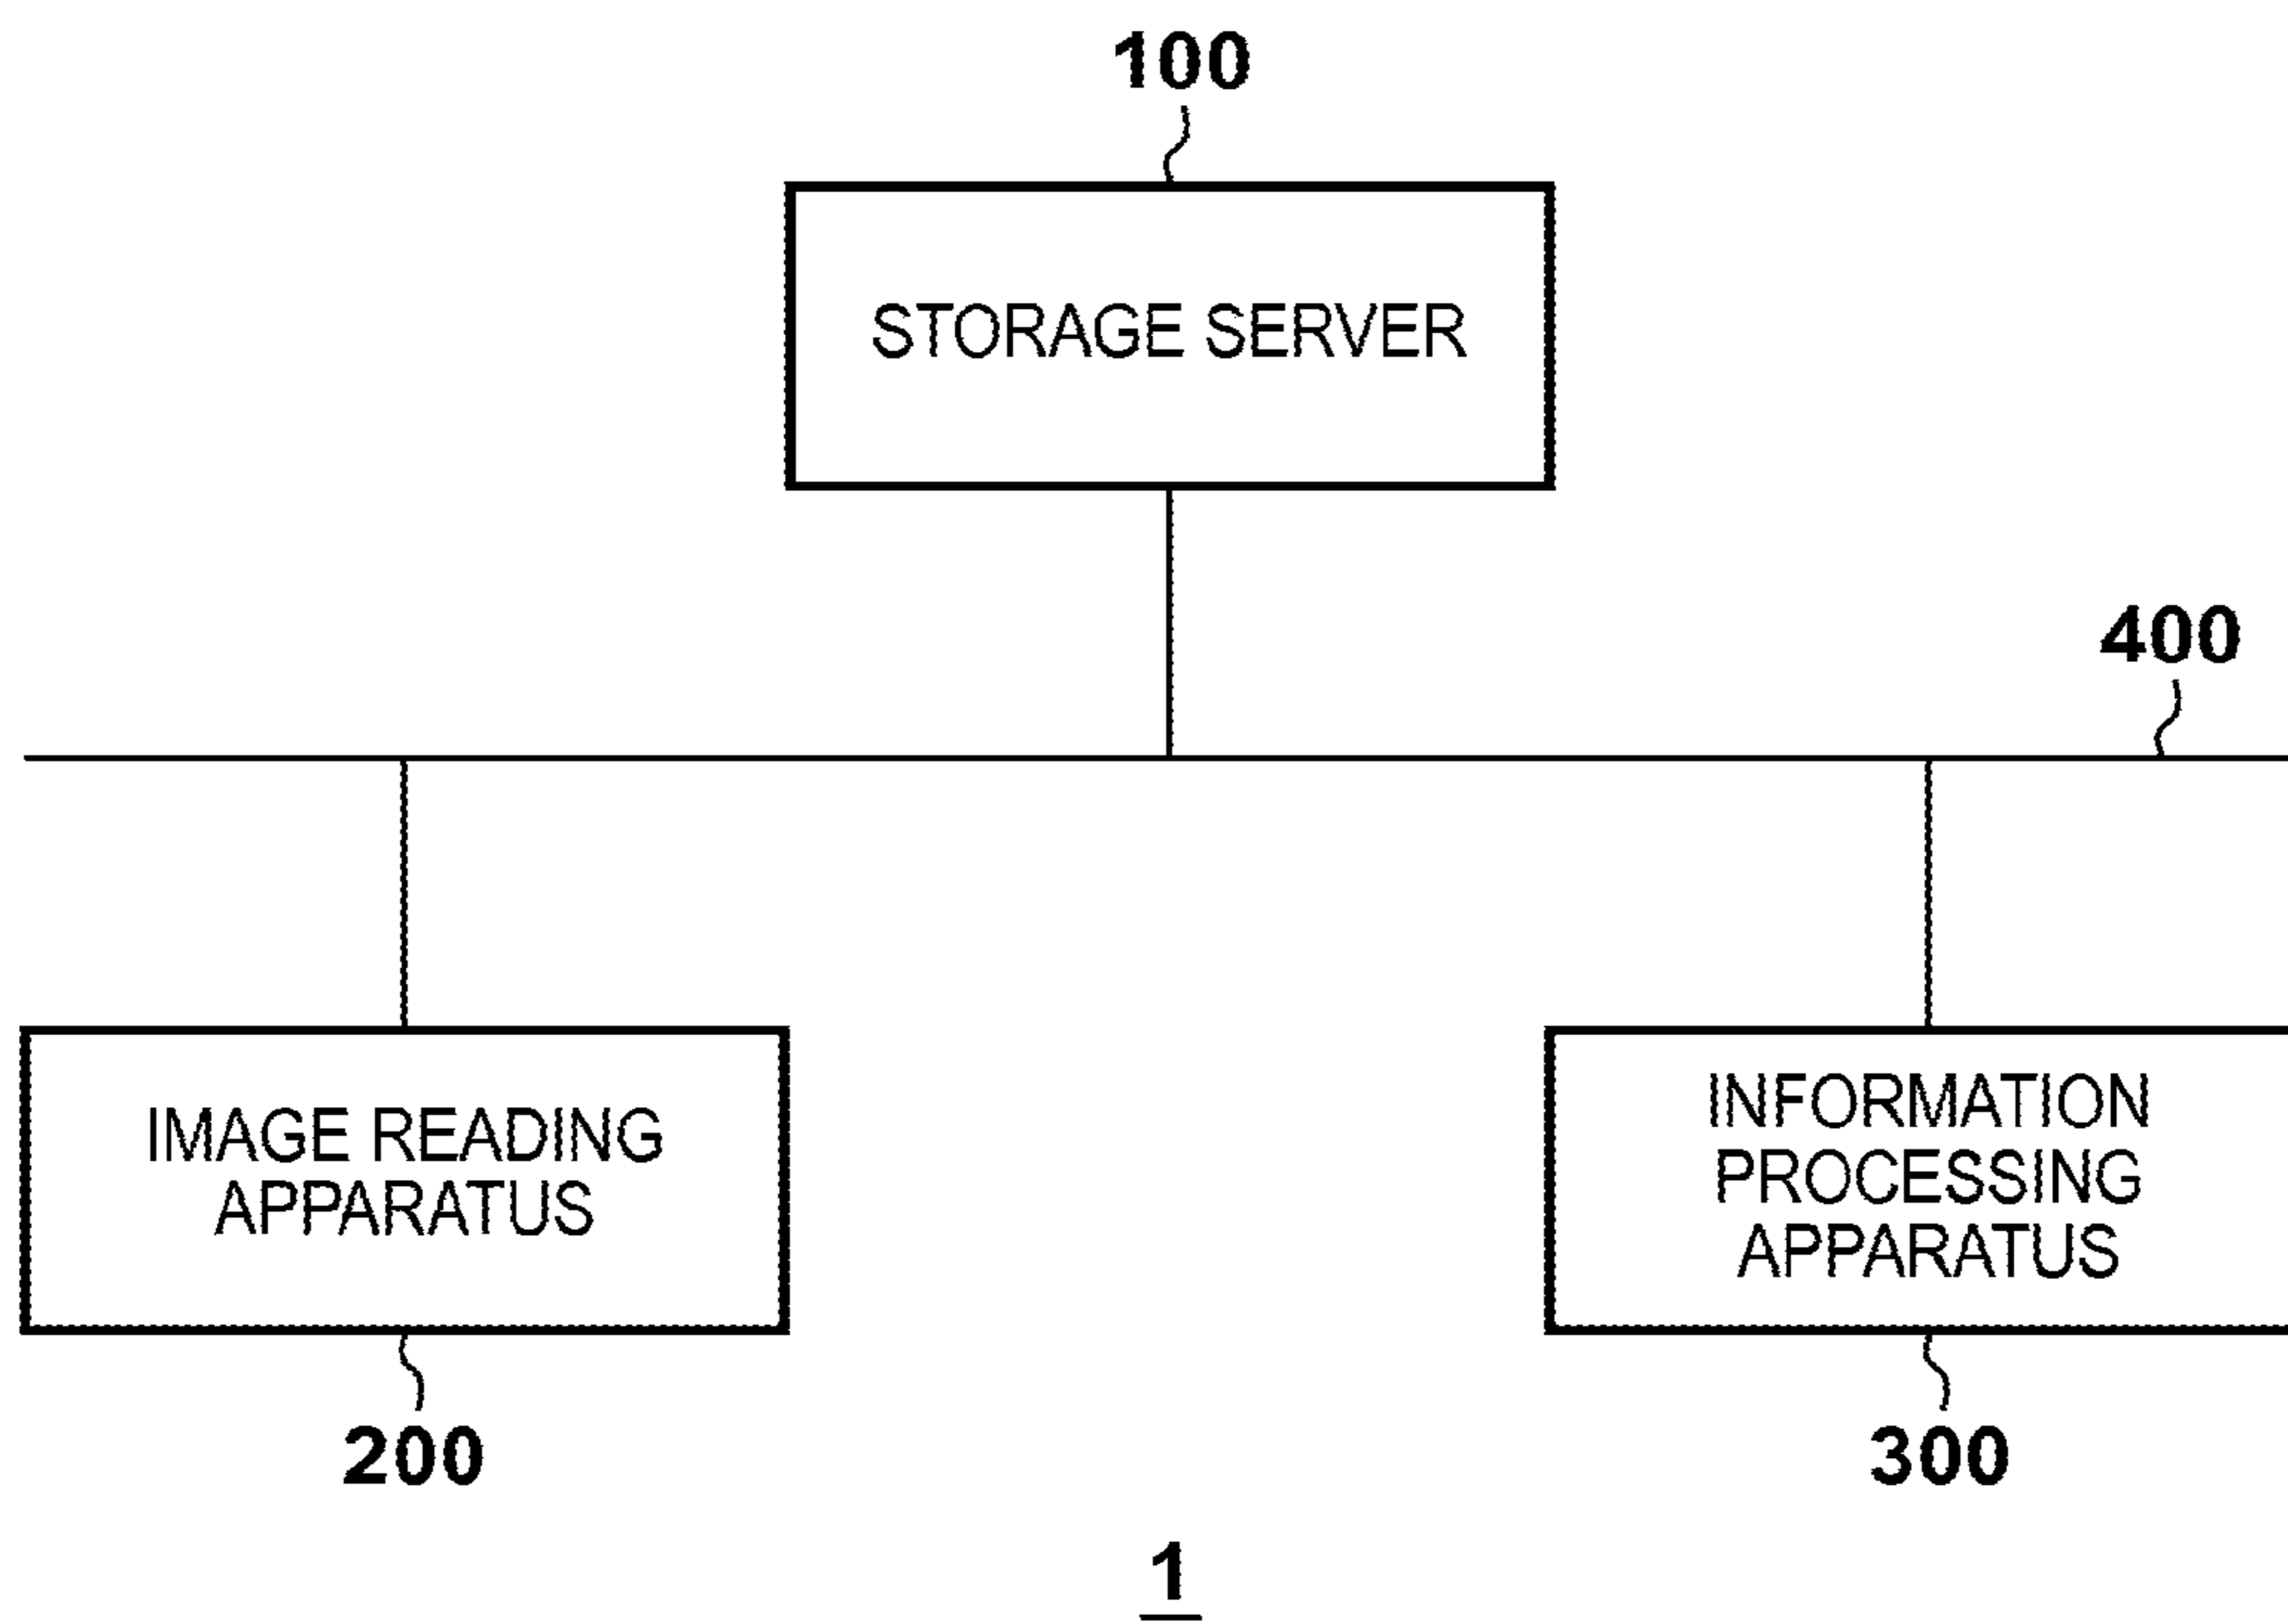 100
STORAGE SERVER
400
IMAGE READING
APPARATUS
INFORMATION
PROCESSING
APPARATUS
200
300
1